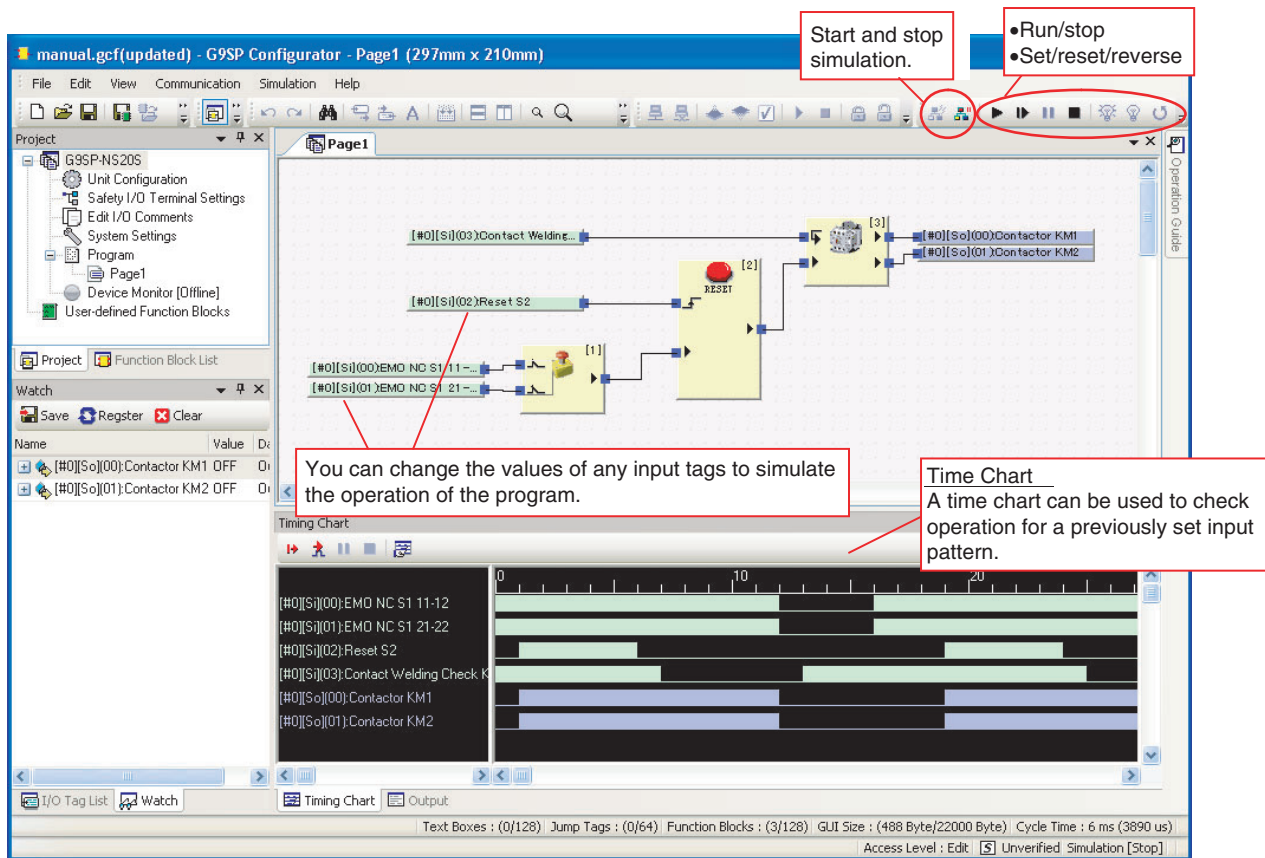 Start and stop
simulation.
•Run/stop
•Set/reset/reverse
manual.gcf(updated) - G9SP Configurator - Page1 (297mm x 210mm)
File Edit View Communication Simulation Help
Project
G9SP-NS20S
Unit Configuration
Safety I/O Terminal Settings
Edit I/O Comments
System Settings
Program
Page1
Device Monitor [Offline]
User-defined Function Blocks
Project Function Block List
Watch
Save Regster Clear
Name Value
[#0][So](00):Contactor KM1 OFF
[#0][So](01):Contactor KM2 OFF
I/O Tag List Watch
Page1
Operation Guide
[#0][Si](03):Contact Welding...
[3]
[#0][So](00):Contactor KM1
[#0][So](01):Contactor KM2
[2]
RESET
[#0][Si](02):Reset S2
[1]
[#0][Si](00):EMO NC S1 11-...
[#0][Si](01):EMO NC S1 21-...
You can change the values of any input tags to simulate
the operation of the program.
Time Chart
A time chart can be used to check
operation for a previously set input
pattern.
Timing Chart
0 10 20
[#0][Si](00):EMO NC S1 11-12
[#0][Si](01):EMO NC S1 21-22
[#0][Si](02):Reset S2
[#0][Si](03):Contact Welding Check K
[#0][So](00):Contactor KM1
[#0][So](01):Contactor KM2
Timing Chart Output
Text Boxes : (0/128) Jump Tags : (0/64) Function Blocks : (3/128) GUI Size : (488 Byte/22000 Byte) Cycle Time : 6 ms (3890 us)
Access Level : Edit S Unverified Simulation [Stop]